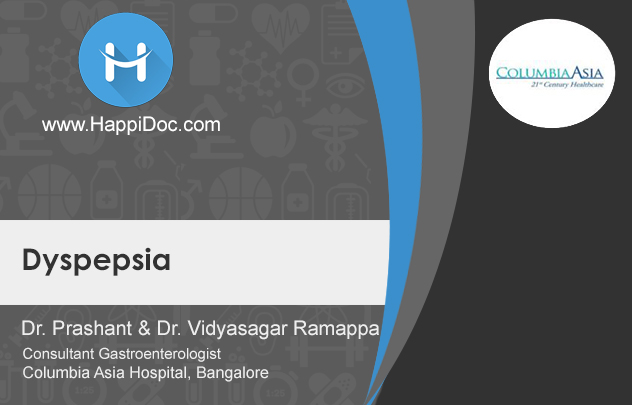 H
www.HappiDoc.com
COLUMBIA ASIA
21st Century Healthcare
Dyspepsia
Dr. Prashant & Dr. Vidyasagar Ramappa
Consultant Gastroenterologist
Columbia Asia Hospital, Bangalore